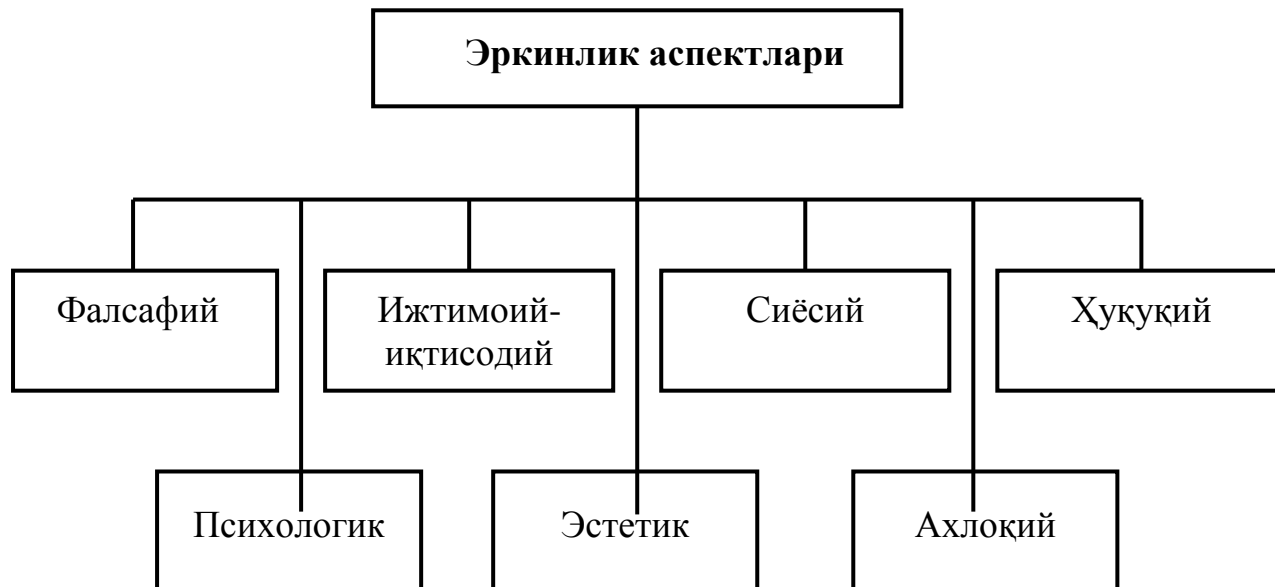 Эркинлик аспектлари
Фалсафий
Ижтимоий-
иқтисодий
Сиёсий
Ҳуқуқий
Психологик
Эстетик
Ахлоқий